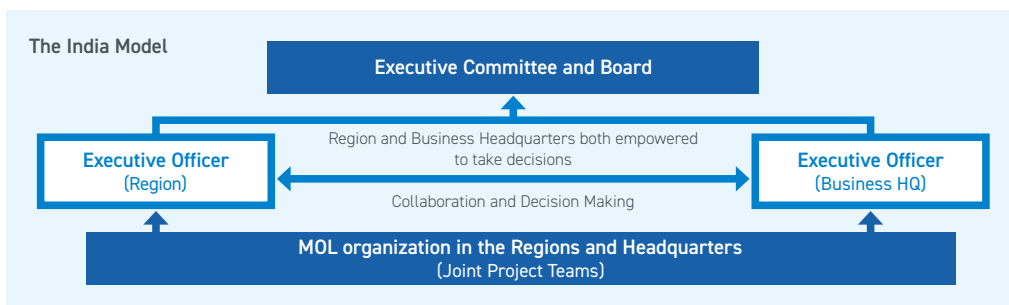 The India Model
Executive Committee and Board
Region and Business Headquarters both empowered
to take decisions
Executive Officer
(Region)
Executive Officer
(Business HQ)
Collaboration and Decision Making
MOL organization in the Regions and Headquarters
(Joint Project Teams)